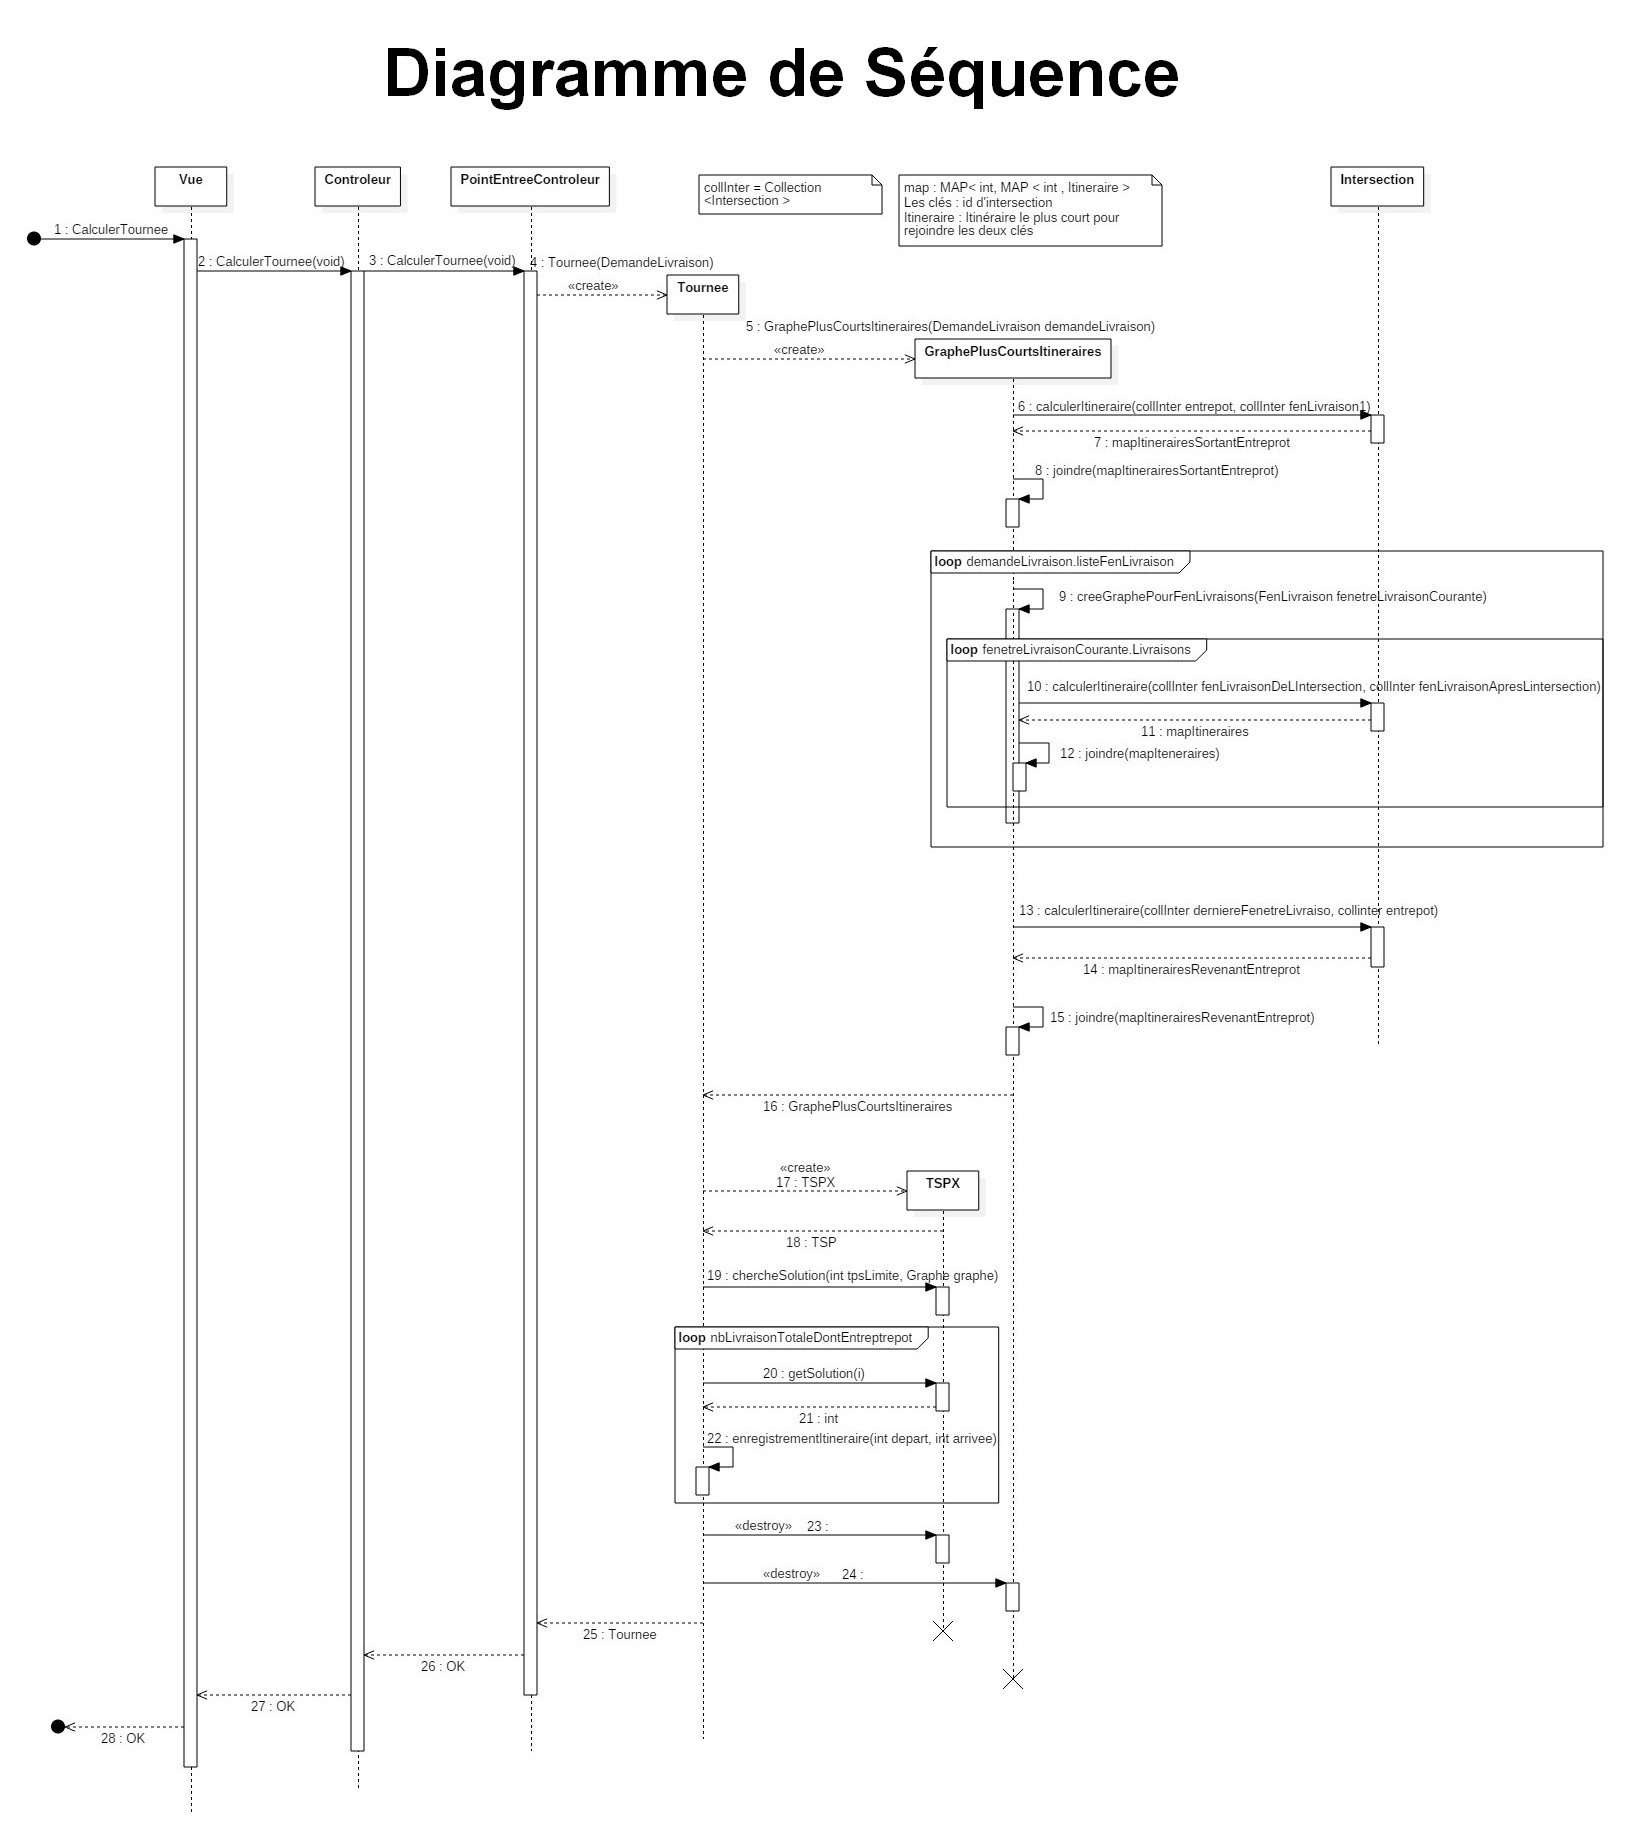 Diagramme de Séquence
Vue
Controleur
PointEntreeControleur
collInter = Collection
<Intersection >
map : MAP< int, MAP < int , Itineraire >
Les clés : id d'intersection
Itineraire : Itinéraire le plus court pour
rejoindre les deux clés
Intersection
1 : CalculerTournee
2 : CalculerTournee(void)
3 : CalculerTournee(void)
4 : Tournee(DemandeLivraison)
«create»
Tournee
5 : GraphePlusCourtsItineraires(DemandeLivraison demandeLivraison)
«create»
GraphePlusCourtsItineraires
6 : calculerItineraire(collInter entrepot, collInter fenLivraison1)
7 : mapItinerairesSortantEntreprot
8 : joindre(mapItinerairesSortantEntreprot)
loop demandeLivraison.listeFenLivraison
9 : creeGraphePourFenLivraisons(FenLivraison fenetreLivraisonCourante)
loop fenetreLivraisonCourante.Livraisons
10 : calculerItineraire(collInter fenLivraisonDeLIntersection, collInter fenLivraisonApresLintersection)
11 : mapItineraires
12 : joindre(mapIteneraires)
13 : calculerItineraire(collInter derniereFenetreLivraiso, collinter entrepot)
14 : mapItinerairesRevenantEntreprot
15 : joindre(mapItinerairesRevenantEntreprot)
16 : GraphePlusCourtsItineraires
«create»
17 : TSPX
TSPX
18 : TSP
19 : chercheSolution(int tpsLimite, Graphe graphe)
loop nbLivraisonTotaleDontEntreptrepot
20 : getSolution(i)
21 : int
22 : enregistrementItineraire(int depart, int arrivee)
«destroy» 23 :
«destroy» 24 :
25 : Tournee
26 : OK
27 : OK
28 : OK